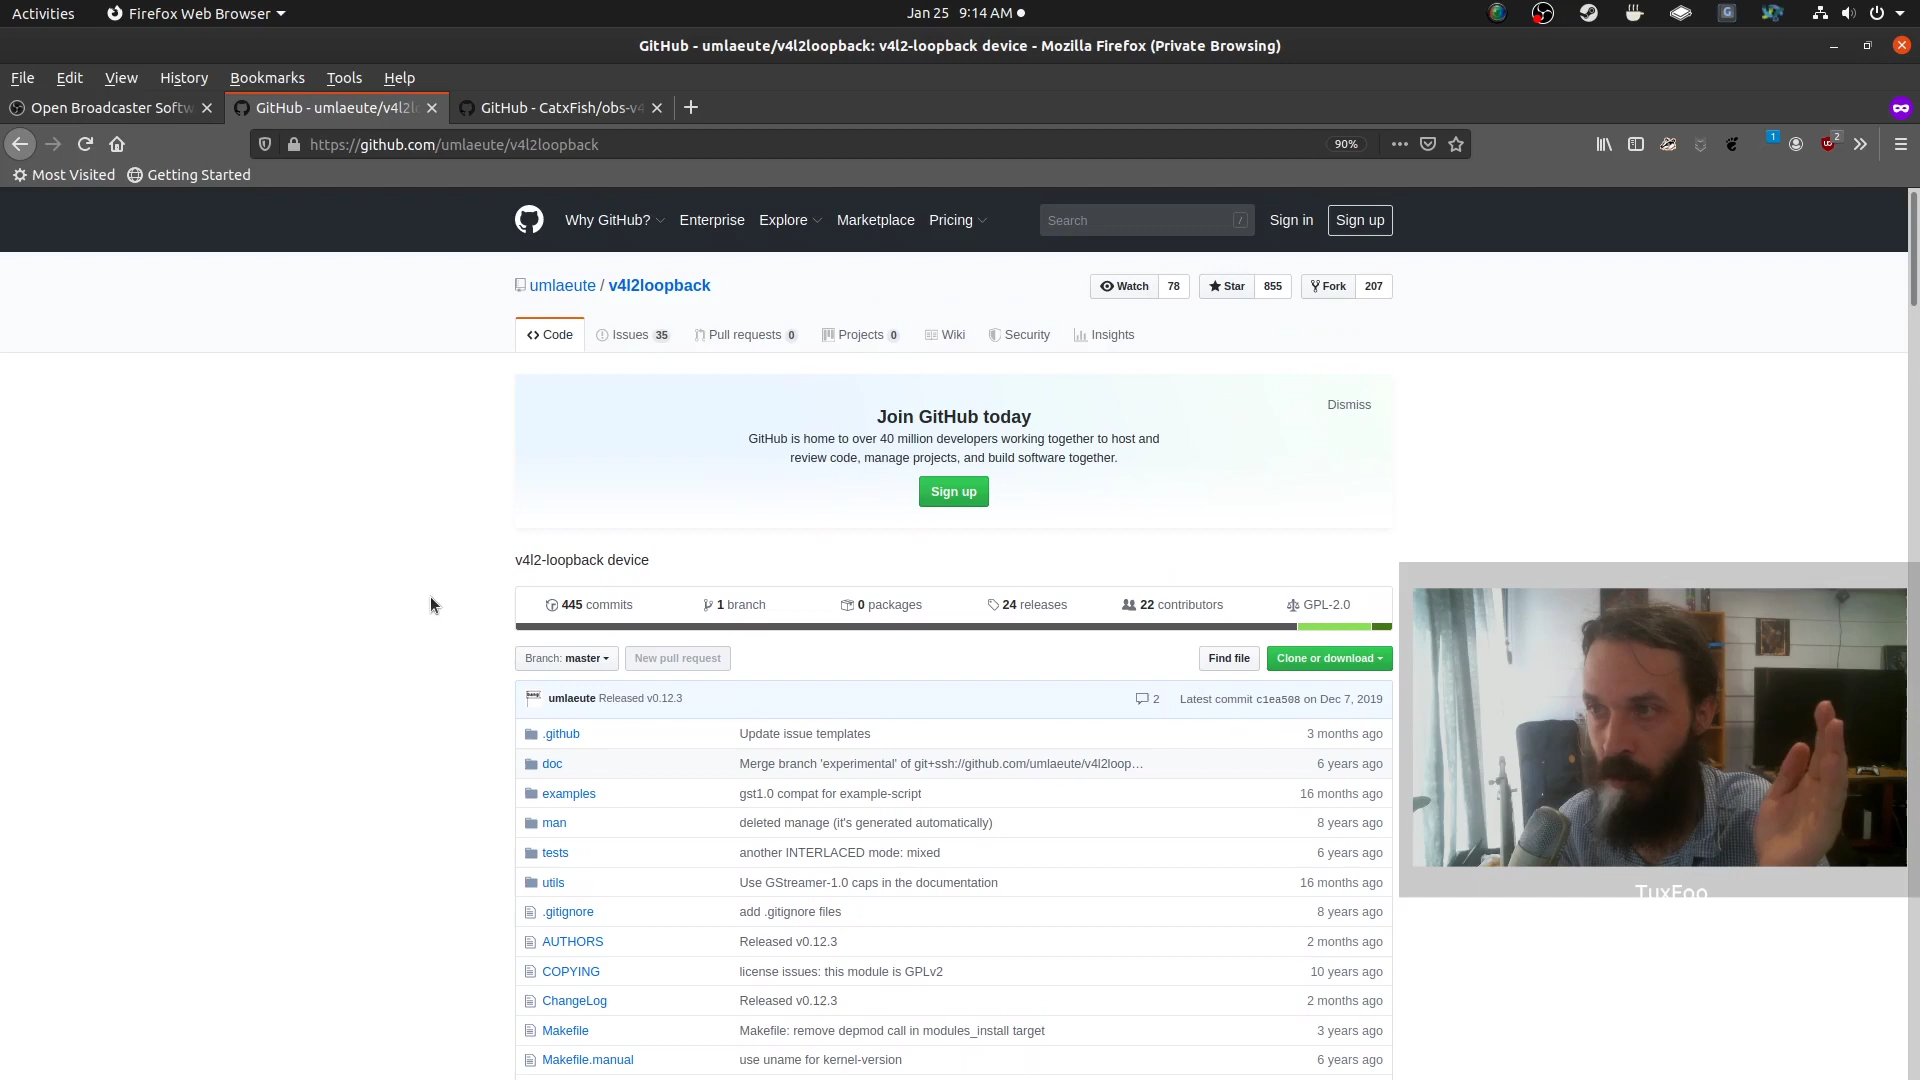 Activities Firefox Web Browser Jan 25 9:14 AM
GitHub - umlaeute/v4l2loopback: v4l2-loopback device - Mozilla Firefox (Private Browsing)
File Edit View History Bookmarks Tools Help
Open Broadcaster Softw GitHub - umlaeute/v4l2l GitHub - CatxFish/obs-v4
https://github.com/umlaeute/v4l2loopback 90% 1 2
Most Visited Getting Started
Why GitHub? Enterprise Explore Marketplace Pricing Search / Sign in Sign up
umlaeute / v4l2loopback Watch 78 Star 855 Fork 207
Code Issues 35 Pull requests 0 Projects 0 Wiki Security Insights
Dismiss
Join GitHub today
GitHub is home to over 40 million developers working together to host and
review code, manage projects, and build software together.
Sign up
v4l2-loopback device
445 commits 1 branch 0 packages 24 releases 22 contributors GPL-2.0
Branch: master New pull request Find file Clone or download
umlaeute Released v0.12.3 2 Latest commit c1ea508 on Dec 7, 2019
.github Update issue templates 3 months ago
doc Merge branch 'experimental' of git+ssh://github.com/umlaeute/v4l2loop… 6 years ago
examples gst1.0 compat for example-script 16 months ago
man deleted manage (it's generated automatically) 8 years ago
tests another INTERLACED mode: mixed 6 years ago
utils Use GStreamer-1.0 caps in the documentation 16 months ago
TuxFoo
.gitignore add .gitignore files 8 years ago
AUTHORS Released v0.12.3 2 months ago
COPYING license issues: this module is GPLv2 10 years ago
ChangeLog Released v0.12.3 2 months ago
Makefile Makefile: remove depmod call in modules_install target 3 years ago
Makefile.manual use uname for kernel-version 6 years ago